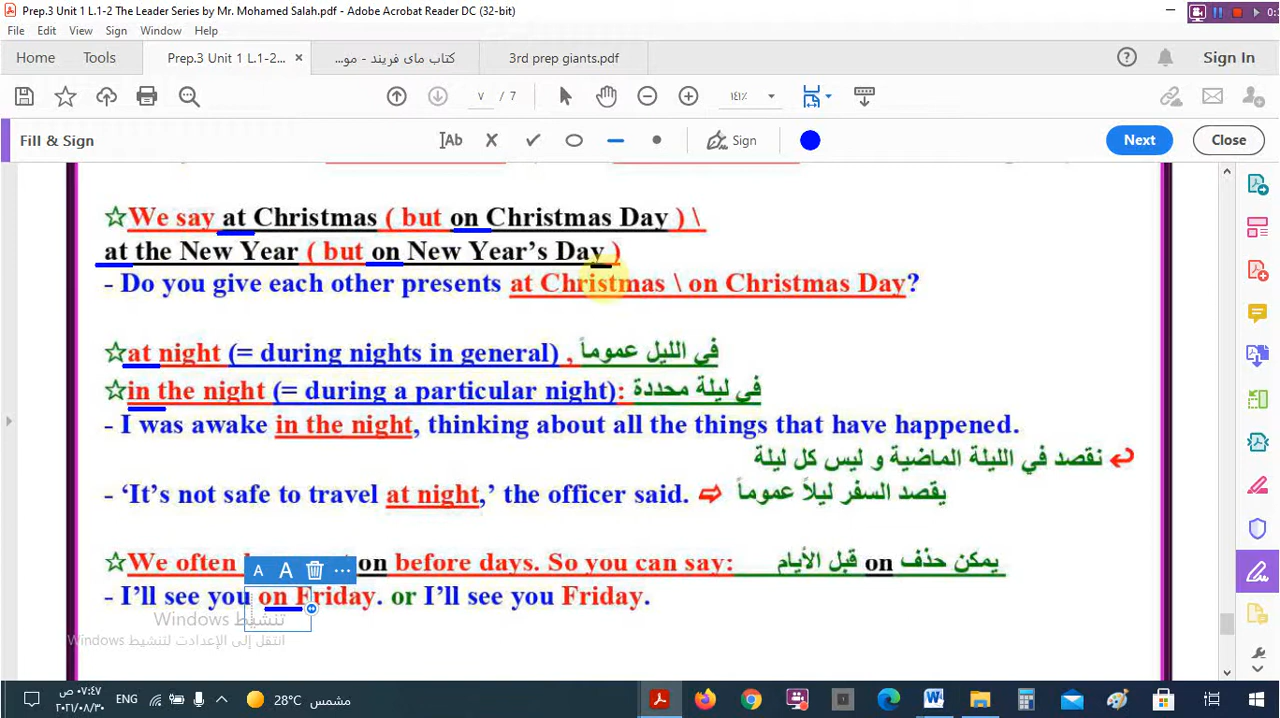 Prep.3 Unit 1 L.1-2 The Leader Series by Mr. Mohamed Salah.pdf - Adobe Acrobat Reader DC (32-bit)
File Edit View Sign Window Help
Home Tools Prep.3 Unit 1 L.1-2... × كتاب ماى فريند - مو... 3rd prep giants.pdf Sign In
٧ / 7 ١٤١%
Fill & Sign Ab Sign Next Close
☆We say at Christmas ( but on Christmas Day ) \
at the New Year ( but on New Year’s Day )
- Do you give each other presents at Christmas \ on Christmas Day?
☆at night (= during nights in general) , في الليل عموماً
☆in the night (= during a particular night): في ليلة محددة
- I was awake in the night, thinking about all the things that have happened.
↩ نقصد في الليلة الماضية و ليس كل ليلة
- ‘It’s not safe to travel at night,’ the officer said. ⇨ يقصد السفر ليلاً عموماً
A A
☆We often on before days. So you can say: يمكن حذف on قبل الأيام
- I’ll see you on Friday. or I’ll see you Friday.
تنشيط Windows
انتقل إلى الإعدادات لتنشيط Windows
ENG ٠٧:٤٧ ص ٢٠٢١/٠٨/٣٠ 28°C مشمس